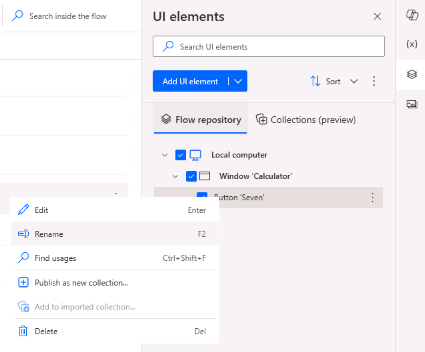 Search inside the flow
UI elements
Search UI elements
Add UI element
Sort
Flow repository
Collections (preview)
Local computer
Window 'Calculator'
Button 'Seven'
Edit Enter
Rename F2
Find usages Ctrl+Shift+F
Publish as new collection...
Add to imported collection...
Delete Del
{x}